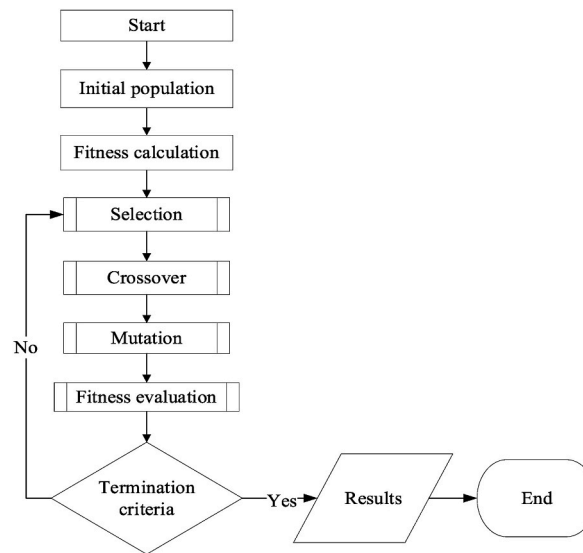 Start
Initial population
Fitness calculation
Selection
Crossover
Mutation
No
Fitness evaluation
Termination
criteria
Yes
Results
End